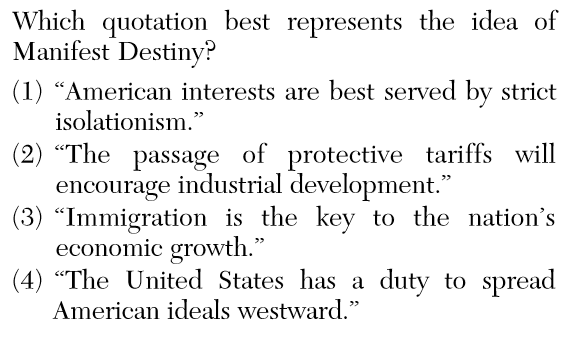 Which quotation best represents the idea of
Manifest Destiny?
(1) “American interests are best served by strict
isolationism.”
(2) “The passage of protective tariffs will
encourage industrial development.”
(3) “Immigration is the key to the nation’s
economic growth.”
(4) “The United States has a duty to spread
American ideals westward.”